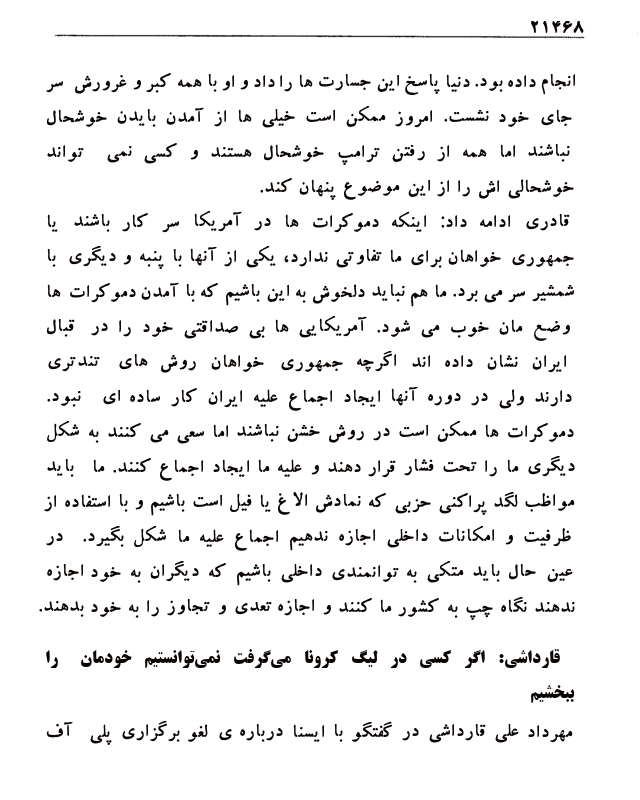 ۲۱۴۶۸
انجام داده بود. دنیا پاسخ این جسارت ها را داد و او با همه کبر و غرورش سر
جای خود نشست. امروز ممکن است خیلی ها از آمدن بایدن خوشحال
نباشند اما همه از رفتن ترامپ خوشحال هستند و کسی نمی تواند
خوشحالی اش را از این موضوع پنهان کند.
قادری ادامه داد: اینکه دموکرات ها در آمریکا سر کار باشند یا
جمهوری خواهان برای ما تفاوتی ندارد، یکی از آنها با پنبه و دیگری با
شمشیر سر می برد. ما هم نباید دلخوش به این باشیم که با آمدن دموکرات ها
وضع مان خوب می شود. آمریکایی ها بی صداقتی خود را در قبال
ایران نشان داده اند اگرچه جمهوری خواهان روش های تندتری
دارند ولی در دوره آنها ایجاد اجماع علیه ایران کار ساده ای نبود.
دموکرات ها ممکن است در روش خشن نباشند اما سعی می کنند به شکل
دیگری ما را تحت فشار قرار دهند و علیه ما ایجاد اجماع کنند. ما باید
مواظب لگد پراکنی حزبی که نمادش الاغ یا فیل است باشیم و با استفاده از
ظرفیت و امکانات داخلی اجازه ندهیم اجماع علیه ما شکل بگیرد. در
عین حال باید متکی به توانمندی داخلی باشیم که دیگران به خود اجازه
ندهند نگاه چپ به کشور ما کنند و اجازه تعدی و تجاوز را به خود بدهند.
قارداشی: اگر کسی در لیگ کرونا می‌گرفت نمی‌توانستیم خودمان را
ببخشیم
مهرداد علی قارداشی در گفتگو با ایسنا درباره ی لغو برگزاری پلی آف